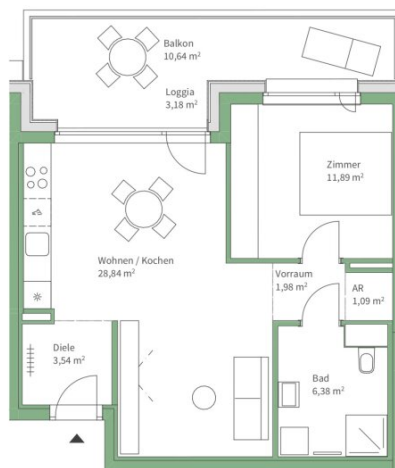 Balkon
10,64 m²
Loggia
3,18 m²
Zimmer
11,89 m²
Wohnen / Kochen
28,84 m²
Vorraum
1,98 m²
AR
1,09 m²
Diele
3,54 m²
Bad
6,38 m²